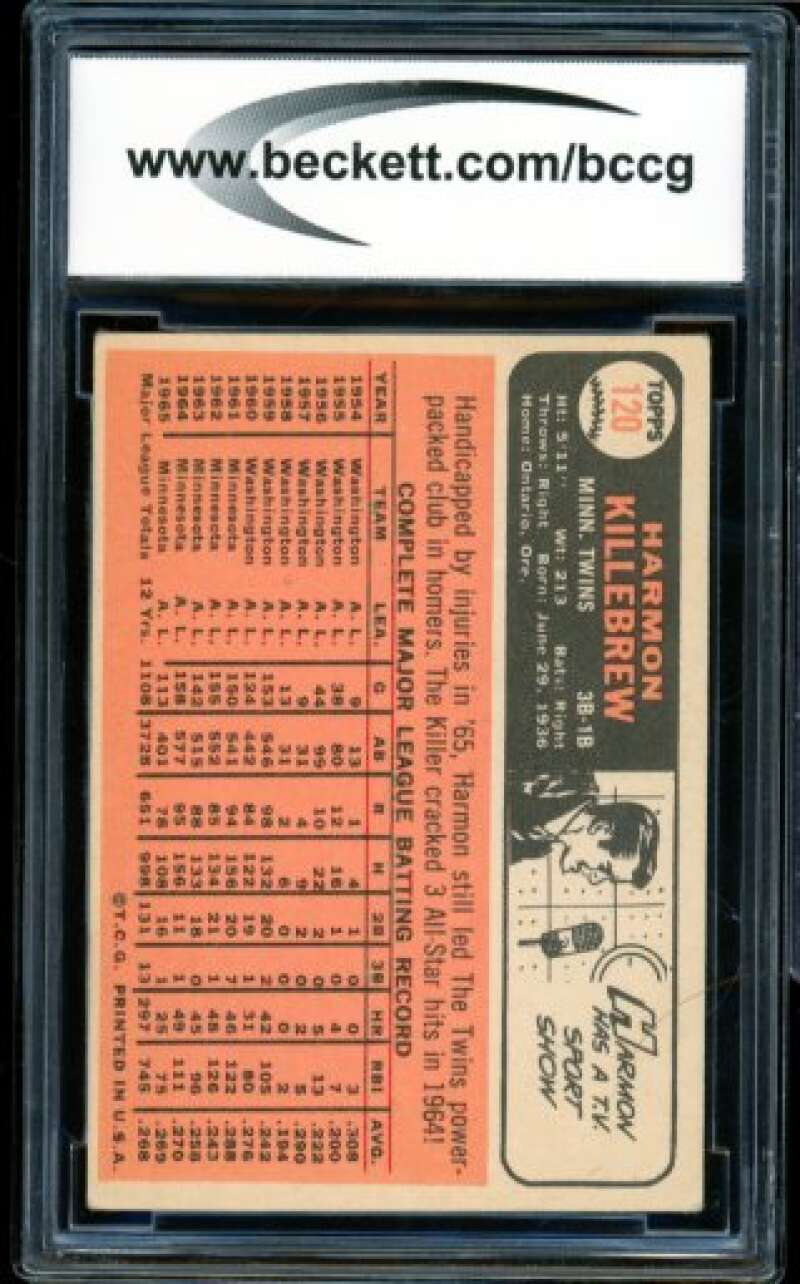 www.beckett.com/bccg
TOPPS
120
HARMON
KILLEBREW
MINN. TWINS 3B-1B
Ht: 5'11" Wt: 213 Bats: Right
Throws: Right Born: June 29, 1936
Home: Ontario, Ore.
HARMON
HAS A T.V.
SPORT
SHOW
Handicapped by injuries in '65, Harmon still led The Twins power-
packed club in homers. The Killer cracked 3 All-Star hits in 1964!
COMPLETE MAJOR LEAGUE BATTING RECORD
YEAR TEAM LEA. G AB R H 2B 3B HR RBI AVG.
1954 Washington A. L. 9 13 1 4 1 0 0 3 .308
1955 Washington A. L. 38 80 12 16 1 0 4 7 .200
1956 Washington A. L. 44 99 10 22 2 0 5 13 .222
1957 Washington A. L. 9 31 4 9 2 0 2 5 .290
1958 Washington A. L. 13 31 2 6 0 0 0 2 .194
1959 Washington A. L. 153 546 98 132 20 2 42 105 .242
1960 Washington A. L. 124 442 84 122 19 1 31 80 .276
1961 Minnesota A. L. 150 541 94 156 20 7 46 122 .288
1962 Minnesota A. L. 155 552 85 134 21 1 48 126 .243
1963 Minnesota A. L. 142 515 88 133 18 0 45 96 .258
1964 Minnesota A. L. 158 577 95 156 11 1 49 111 .270
1965 Minnesota A. L. 113 401 78 108 16 1 25 75 .269
Major League Totals 12 Yrs. 1108 3728 651 998 131 13 297 745 .268
©T.C.G. PRINTED IN U.S.A.